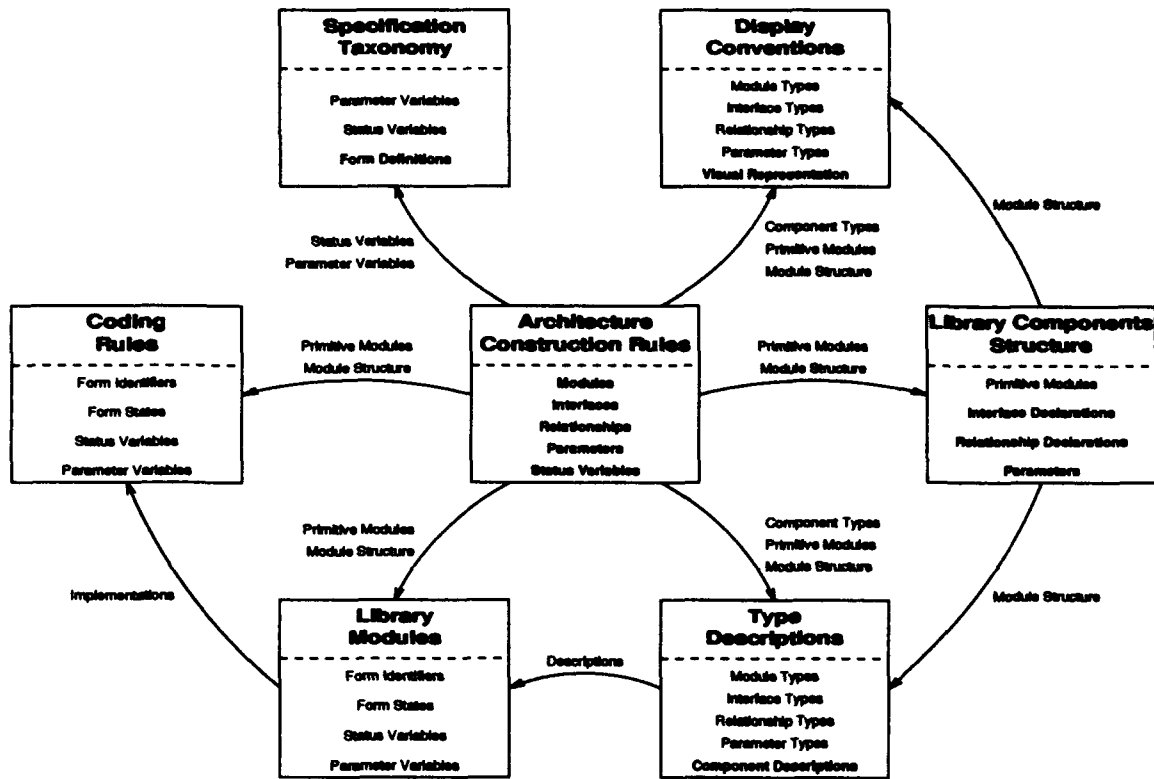 Specification
Taxonomy
Parameter Variables
Status Variables
Form Definitions
Display
Conventions
Module Types
Interface Types
Relationship Types
Parameter Types
Visual Representation
Status Variables
Parameter Variables
Component Types
Primitive Modules
Module Structure
Module Structure
Coding
Rules
Form Identifiers
Form States
Status Variables
Parameter Variables
Primitive Modules
Module Structure
Architecture
Construction Rules
Modules
Interfaces
Relationships
Parameters
Status Variables
Primitive Modules
Module Structure
Library Components
Structure
Primitive Modules
Interface Declarations
Relationship Declarations
Parameters
Primitive Modules
Module Structure
Component Types
Primitive Modules
Module Structure
Implementations
Module Structure
Library
Modules
Form Identifiers
Form States
Status Variables
Parameter Variables
Descriptions
Type
Descriptions
Module Types
Interface Types
Relationship Types
Parameter Types
Component Descriptions